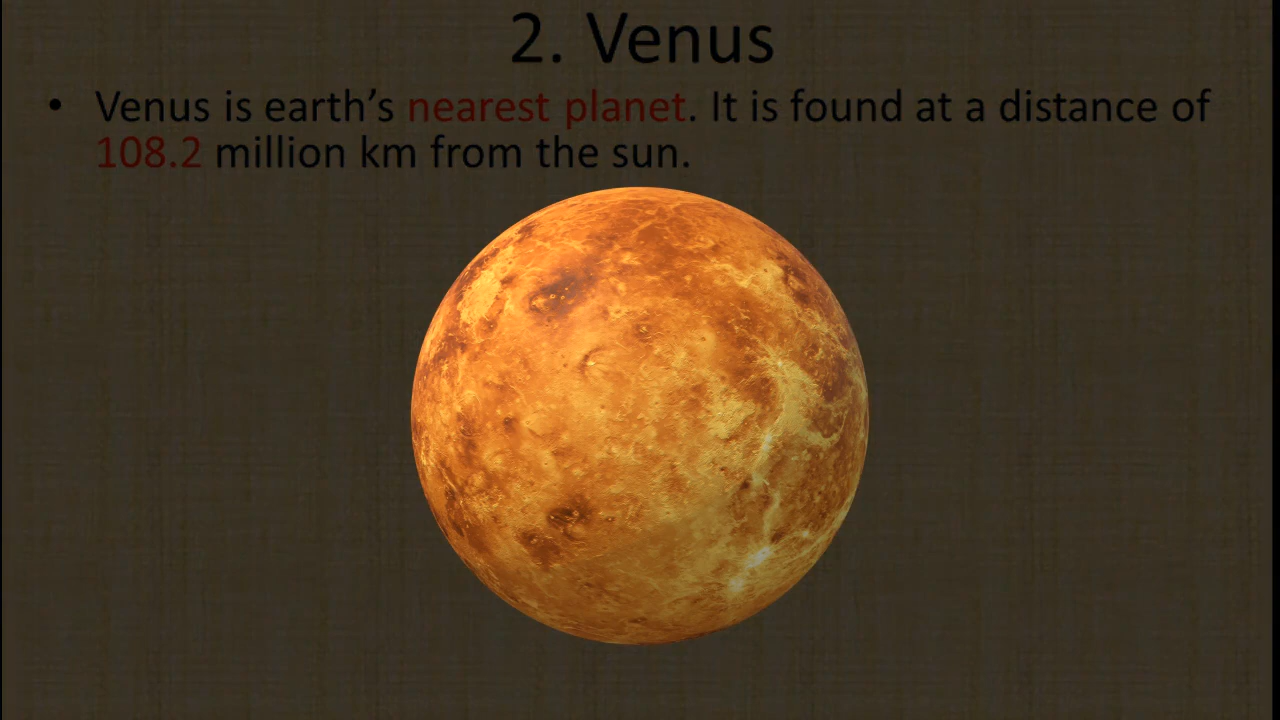 2. Venus
• Venus is earth’s nearest planet. It is found at a distance of
108.2 million km from the sun.